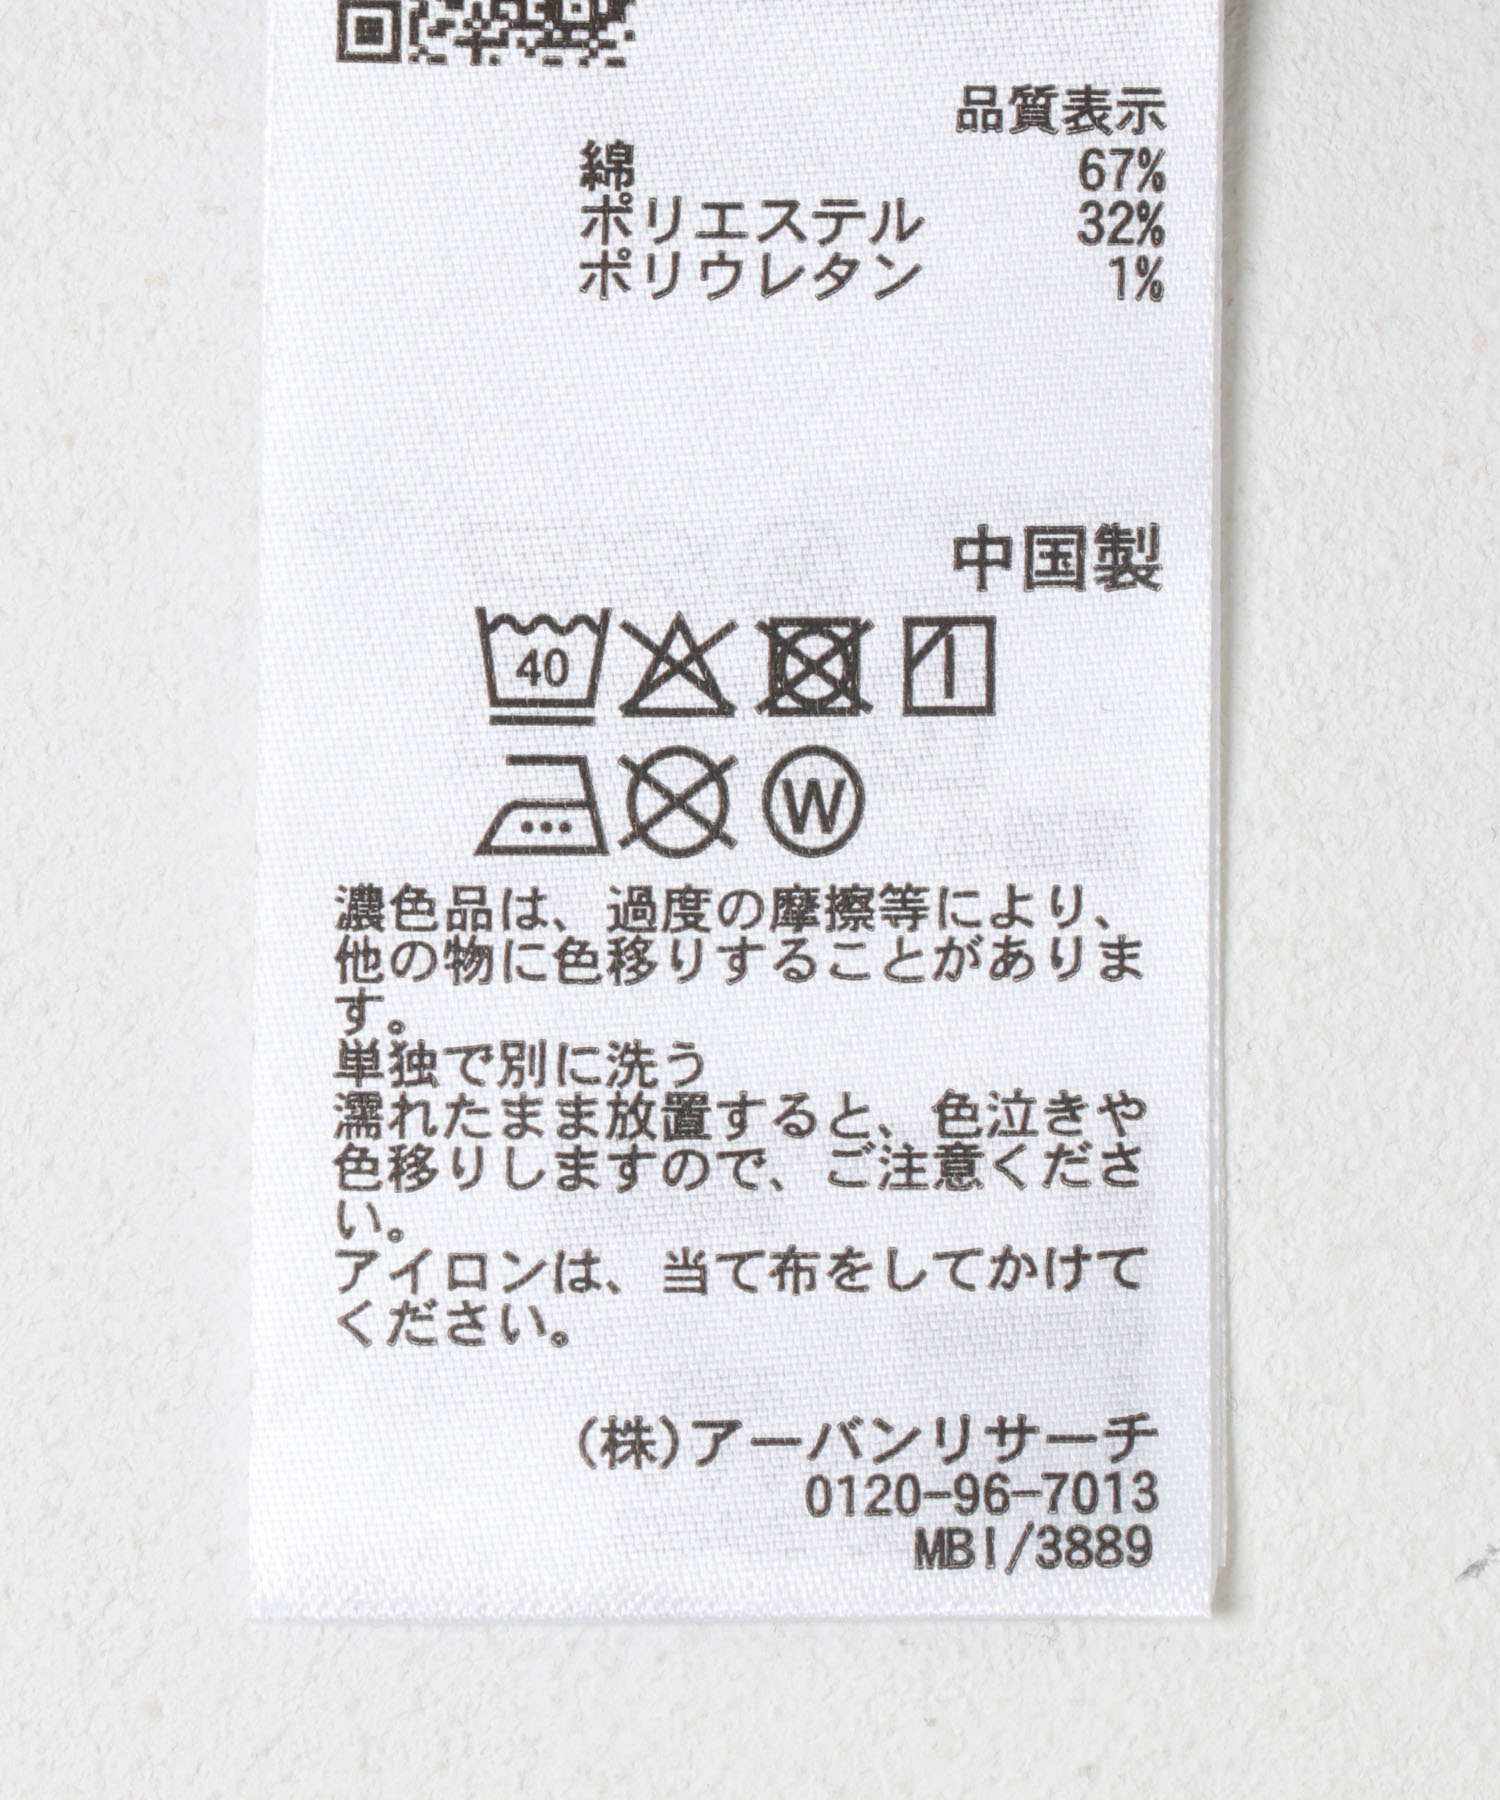 品質表示
綿 67%
ポリエステル 32%
ポリウレタン 1%
中国製
40
W
濃色品は、過度の摩擦等により、
他の物に色移りすることがありま
す。
単独で別に洗う
濡れたまま放置すると、色泣きや
色移りしますので、ご注意くださ
い。
アイロンは、当て布をしてかけて
ください。
(株)アーバンリサーチ
0120-96-7013
MBI/3889